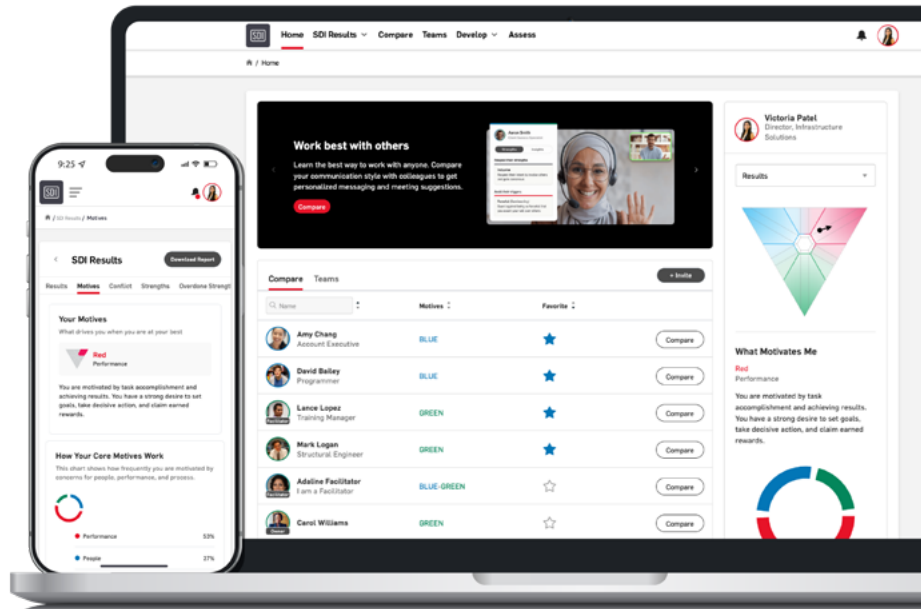 SDI
Home
SDI Results
Compare
Teams
Develop
Assess
/ Home
Work best with others
Learn the best way to work with anyone. Compare
your communication style with colleagues to get
personalized messaging and meeting suggestions.
Compare
Aaron Smith
Victoria Patel
Director, Infrastructure
Solutions
Results
What Motivates Me
Red
Performance
You are motivated by task
accomplishment and achieving results.
You have a strong desire to set goals,
take decisive action, and claim earned
rewards.
Compare
Teams
+ Invite
Name
Motives
Favorite
Amy Chang
Account Executive
BLUE
Compare
David Bailey
Programmer
BLUE
Compare
Lance Lopez
Training Manager
GREEN
Compare
Facilitator
Mark Logan
Structural Engineer
GREEN
Compare
Adaline Facilitator
I am a Facilitator
BLUE-GREEN
Compare
Facilitator
Carol Williams
GREEN
Compare
Owner
9:25
SDI
/ SDI Results / Motives
SDI Results
Download Report
Results
Motives
Conflict
Strengths
Overdone Strengt
Your Motives
What drives you when you are at your best
Red
Performance
You are motivated by task accomplishment and
achieving results. You have a strong desire to set
goals, take decisive action, and claim earned
rewards.
How Your Core Motives Work
This chart shows how frequently you are motivated by
concerns for people, performance, and process.
Performance 53%
People 27%